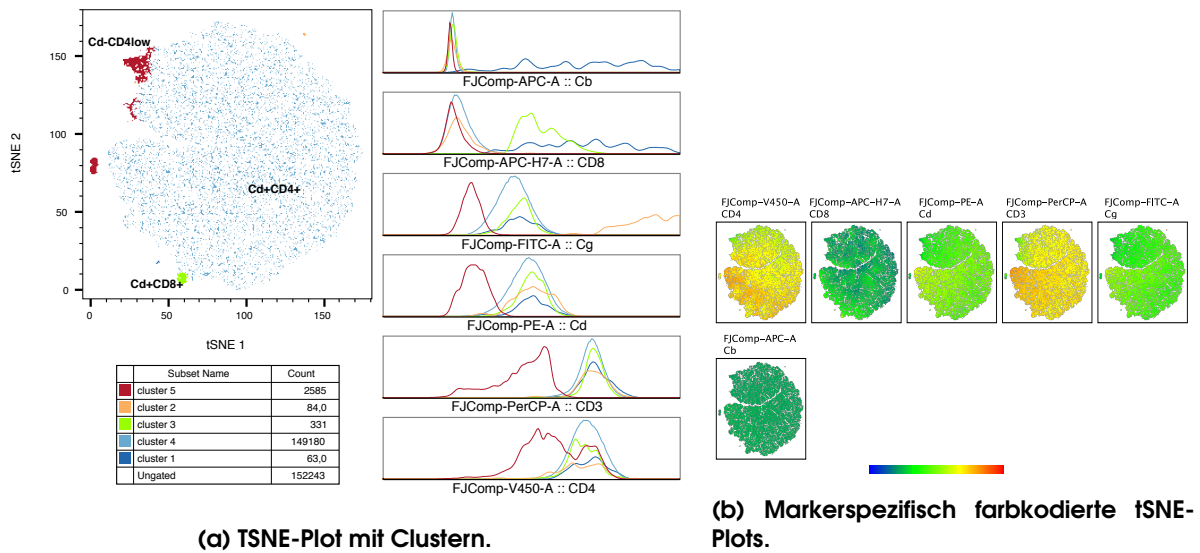 Cd-CD4low
Cd+CD4+
Cd+CD8+
150
100
50
0
0
50
100
150
tSNE 2
tSNE 1
Subset Name Count
cluster 5 2585
cluster 2 84,0
cluster 3 331
cluster 4 149180
cluster 1 63,0
Ungated 152243
FJComp-APC-A :: Cb
FJComp-APC-H7-A :: CD8
FJComp-FITC-A :: Cg
FJComp-PE-A :: Cd
FJComp-PerCP-A :: CD3
FJComp-V450-A :: CD4
(a) TSNE-Plot mit Clustern.
FJComp-V450-A
CD4
FJComp-APC-H7-A
CD8
FJComp-PE-A
Cd
FJComp-PerCP-A
CD3
FJComp-FITC-A
Cg
FJComp-APC-A
Cb
(b) Markerspezifisch farbkodierte tSNE-
Plots.